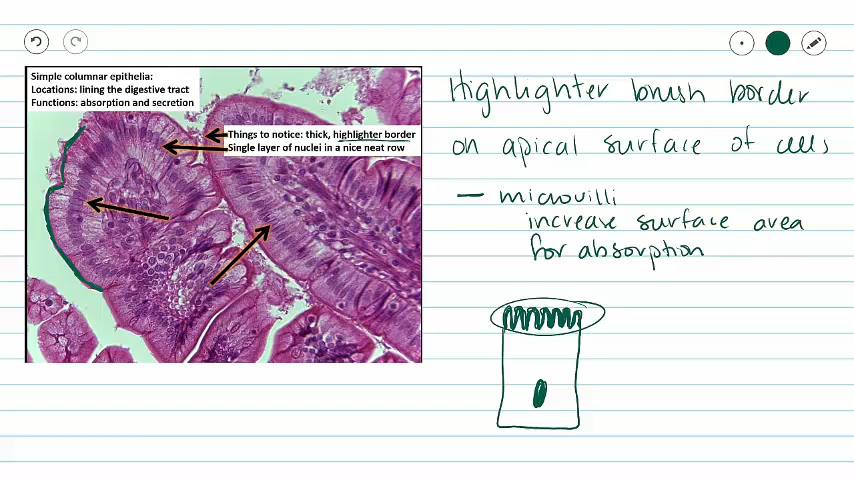 Simple columnar epithelia:
Locations: lining the digestive tract
Functions: absorption and secretion
Things to notice: thick, highlighter border
Single layer of nuclei in a nice neat row
Highlighter brush border
on apical surface of cells
— microvilli
increase surface area
for absorption